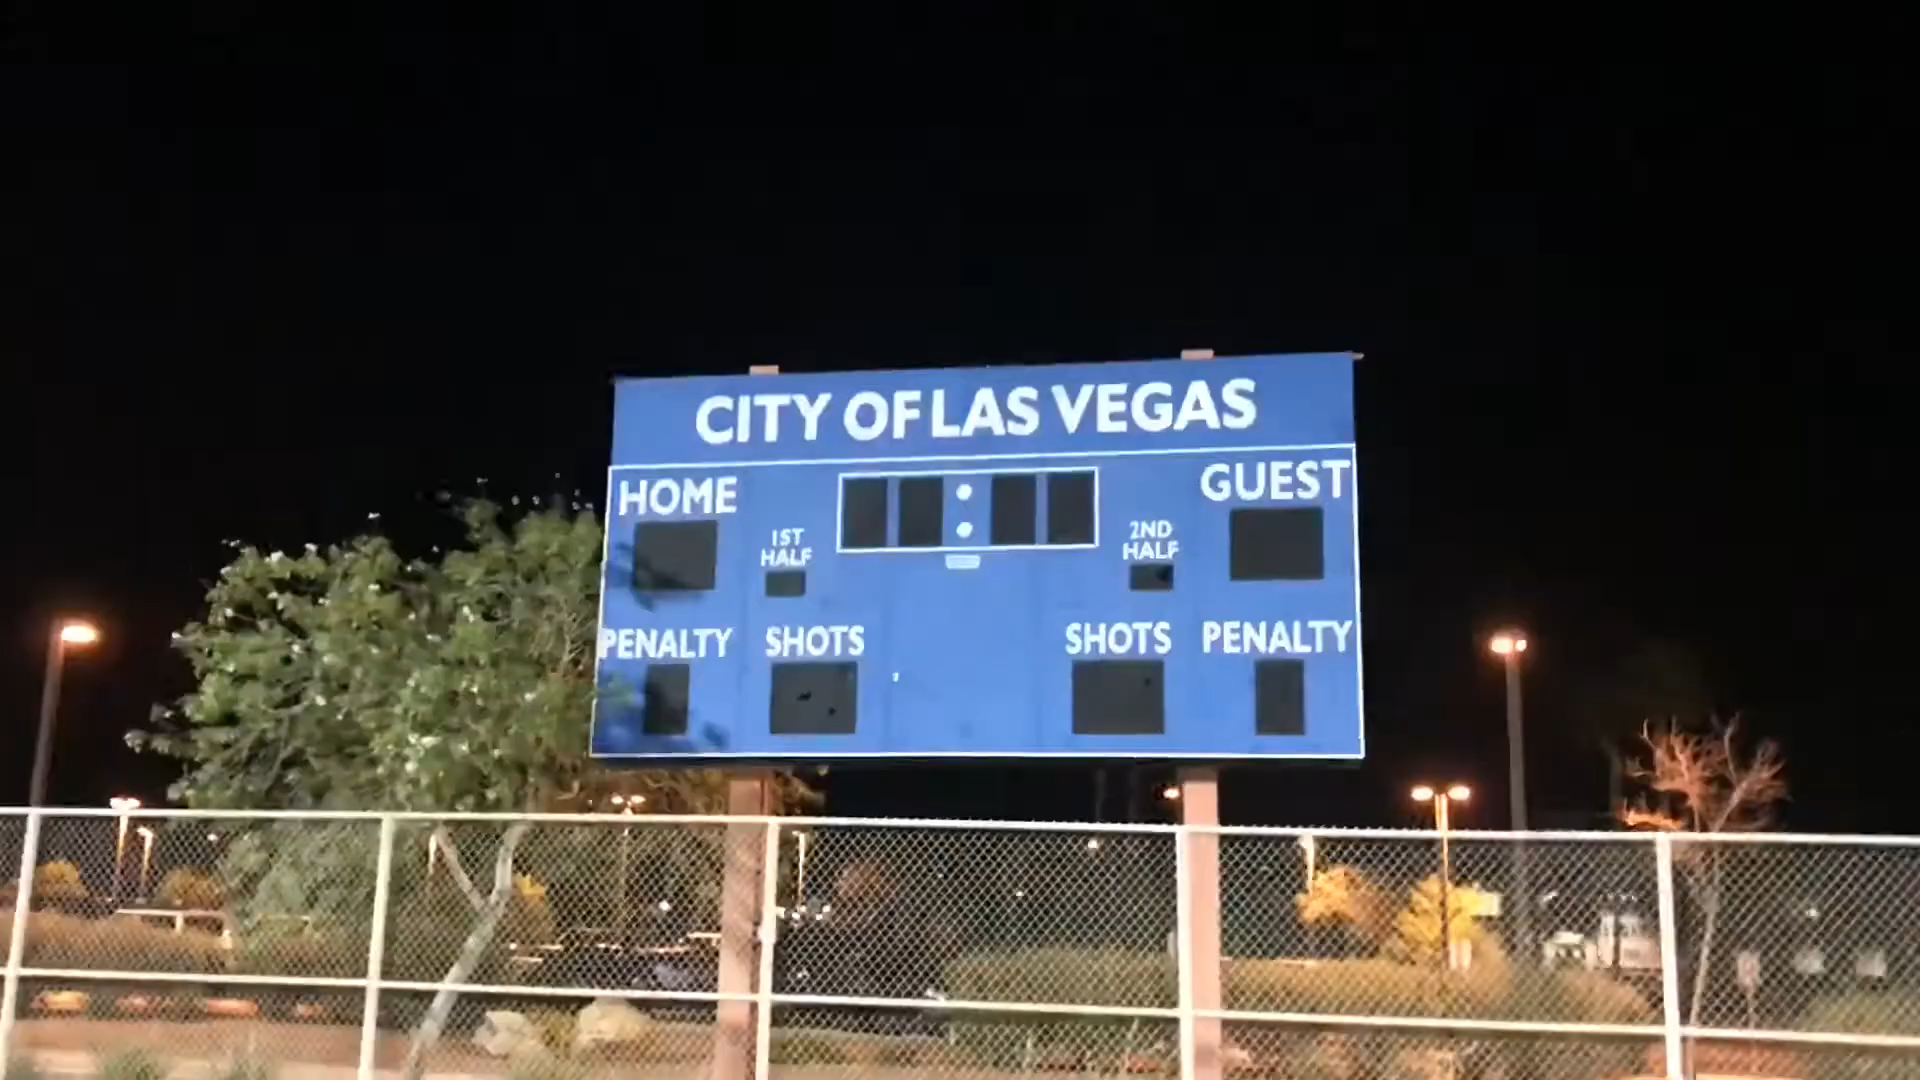 CITY OF LAS VEGAS
HOME
GUEST
1ST
HALF
2ND
HALF
PENALTY
SHOTS
SHOTS
PENALTY